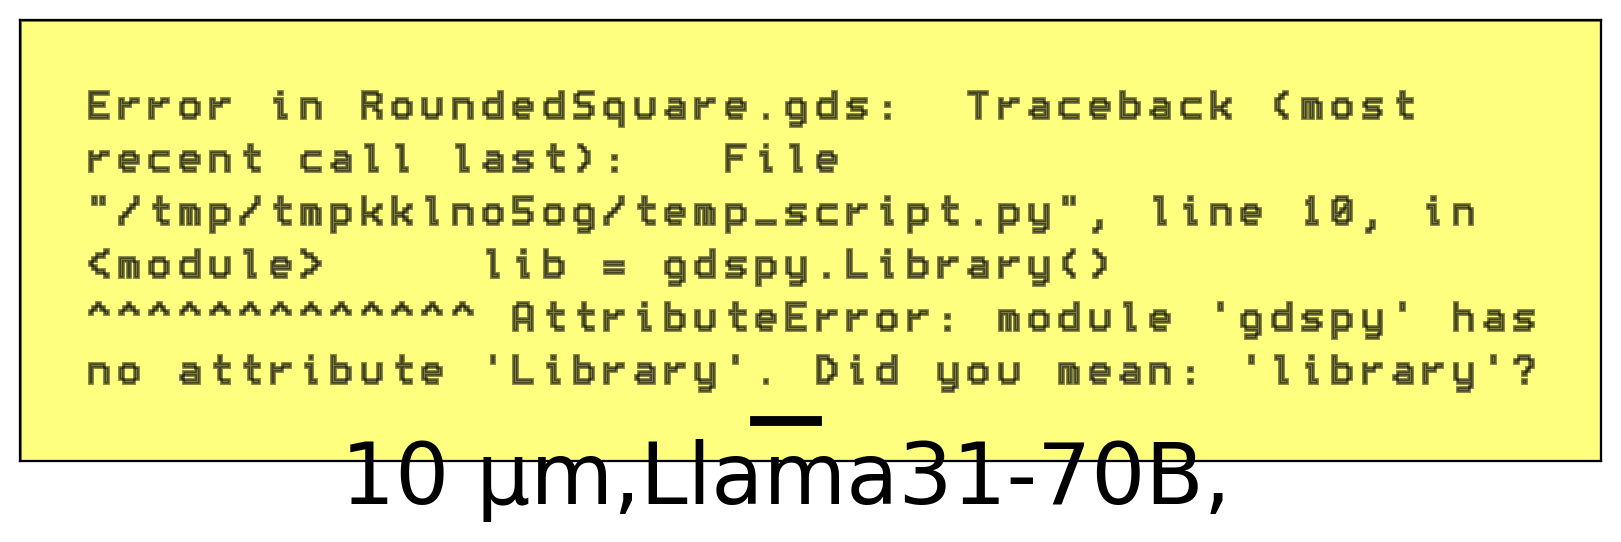 Error in RoundedSquare.gds:  Traceback (most
recent call last):   File
"/tmp/tmpkklno5og/temp_script.py", line 10, in
<module>     lib = gdspy.Library()
^^^^^^^^^^^^^ AttributeError: module 'gdspy' has
no attribute 'Library'. Did you mean: 'library'?
10 μm,Llama31-70B,